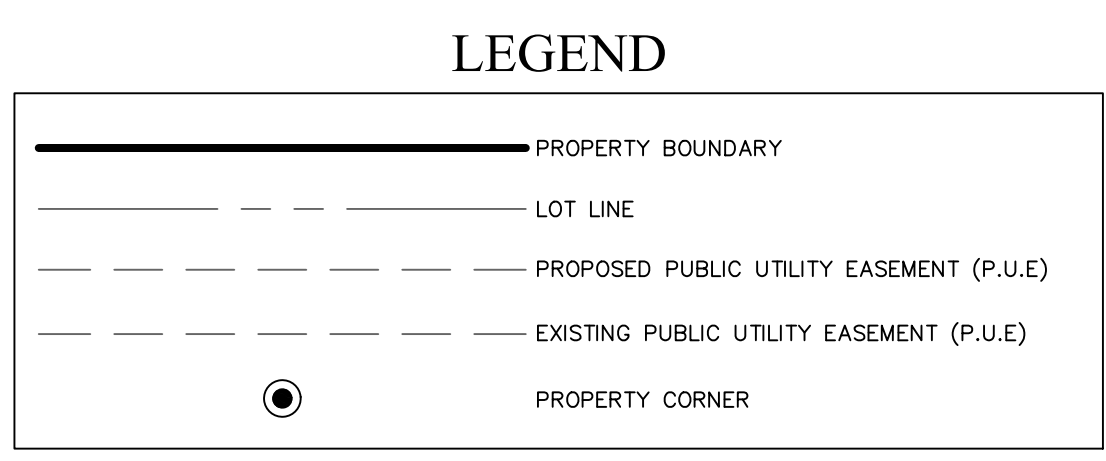 LEGEND
PROPERTY BOUNDARY
LOT LINE
PROPOSED PUBLIC UTILITY EASEMENT (P.U.E)
EXISTING PUBLIC UTILITY EASEMENT (P.U.E)
PROPERTY CORNER